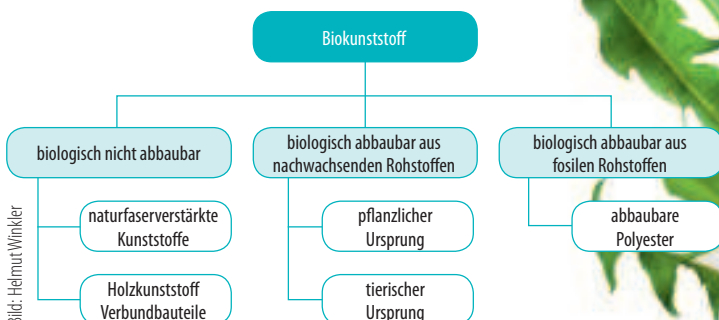 Biokunststoff
biologisch nicht abbaubar
biologisch abbaubar aus
nachwachsenden Rohstoffen
biologisch abbaubar aus
fosilen Rohstoffen
naturfaserverstärkte
Kunststoffe
pflanzlicher
Ursprung
abbaubare
Polyester
Holzkunststoff
Verbundbauteile
tierischer
Ursprung
Bild: Helmut Winkler